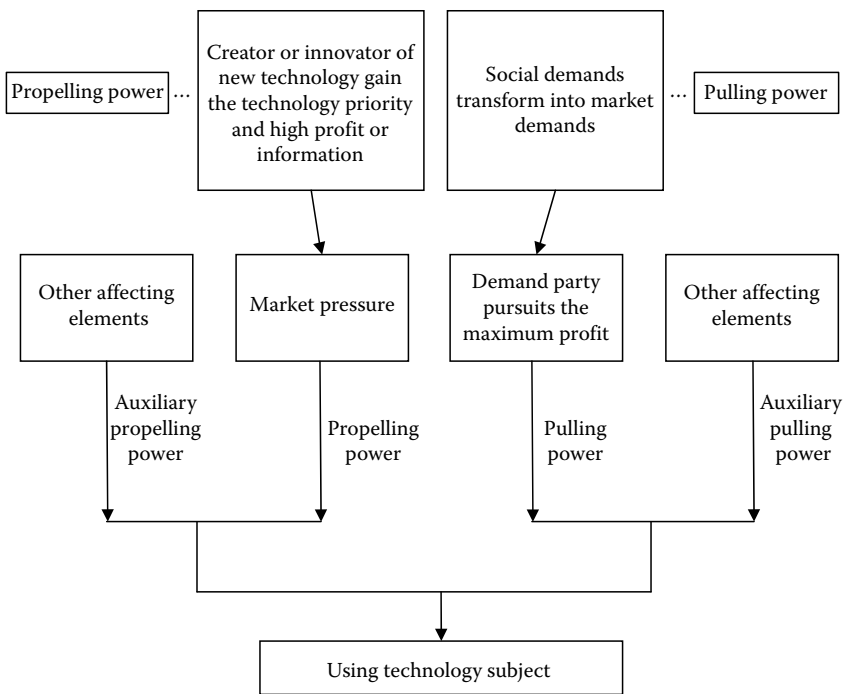 Propelling power ...
Creator or innovator of
new technology gain
the technology priority
and high profit or
information
Social demands
transform into market
demands
... Pulling power
Other affecting
elements
Market pressure
Demand party
pursuits the
maximum profit
Other affecting
elements
Auxiliary
propelling
power
Propelling
power
Pulling
power
Auxiliary
pulling
power
Using technology subject